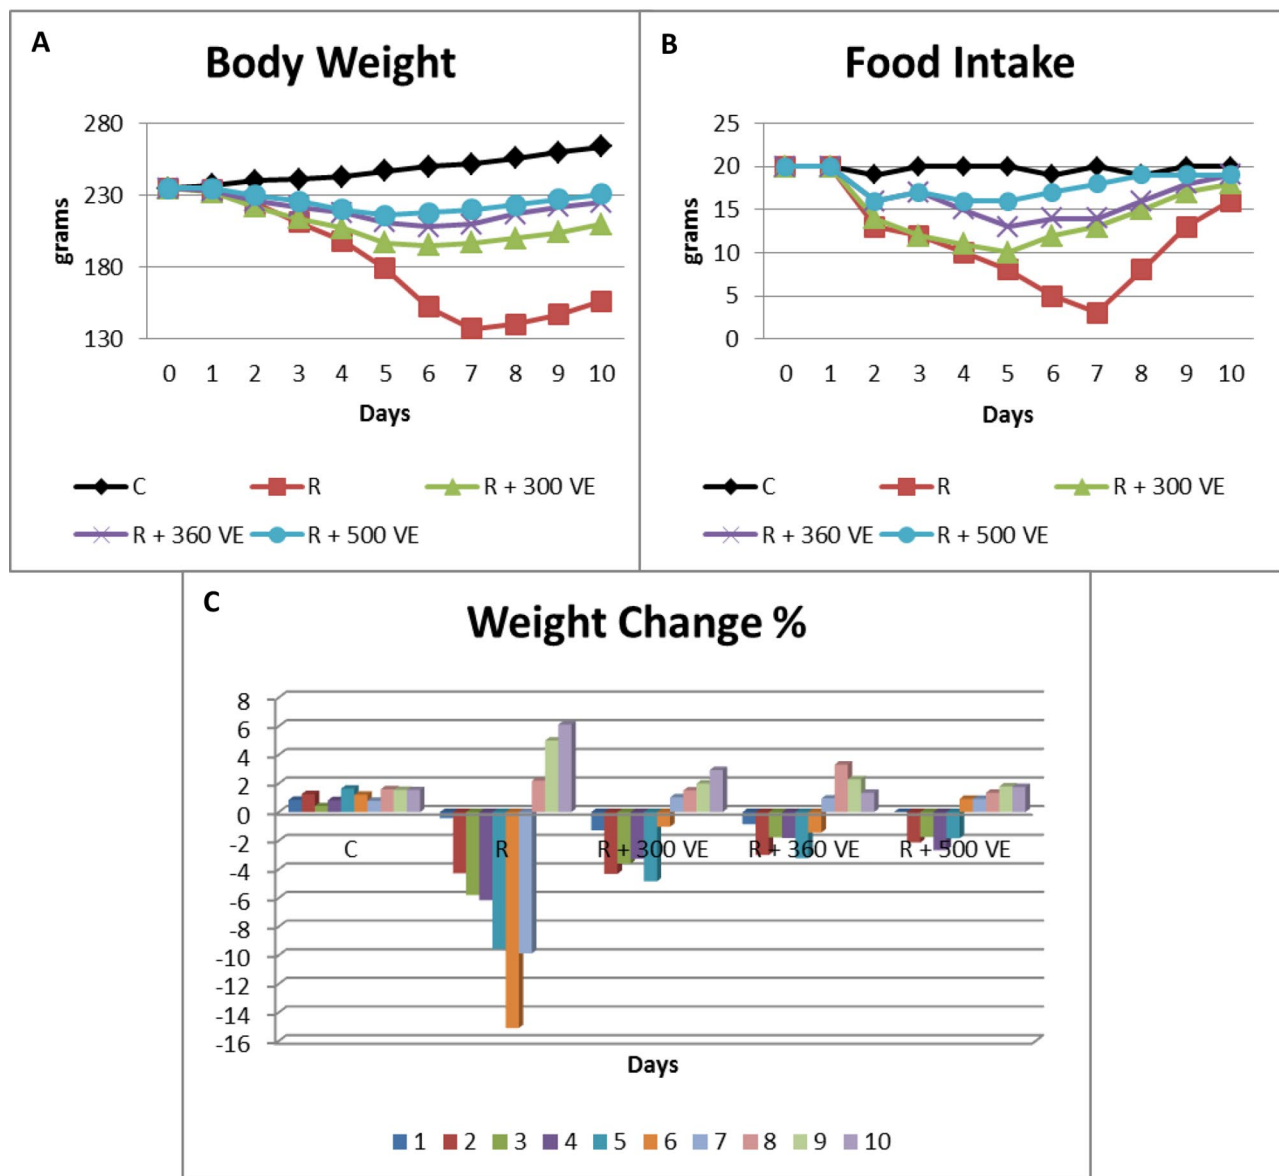 A
Body Weight
280
230
180
130
grams
0 1 2 3 4 5 6 7 8 9 10
Days
C R R + 300 VE
R + 360 VE R + 500 VE
B
Food Intake
25
20
15
10
5
0
grams
0 1 2 3 4 5 6 7 8 9 10
Days
C R R + 300 VE
R + 360 VE R + 500 VE
C
Weight Change %
8
6
4
2
0
-2
-4
-6
-8
-10
-12
-14
-16
C R R + 300 VE R + 360 VE R + 500 VE
Days
1 2 3 4 5 6 7 8 9 10